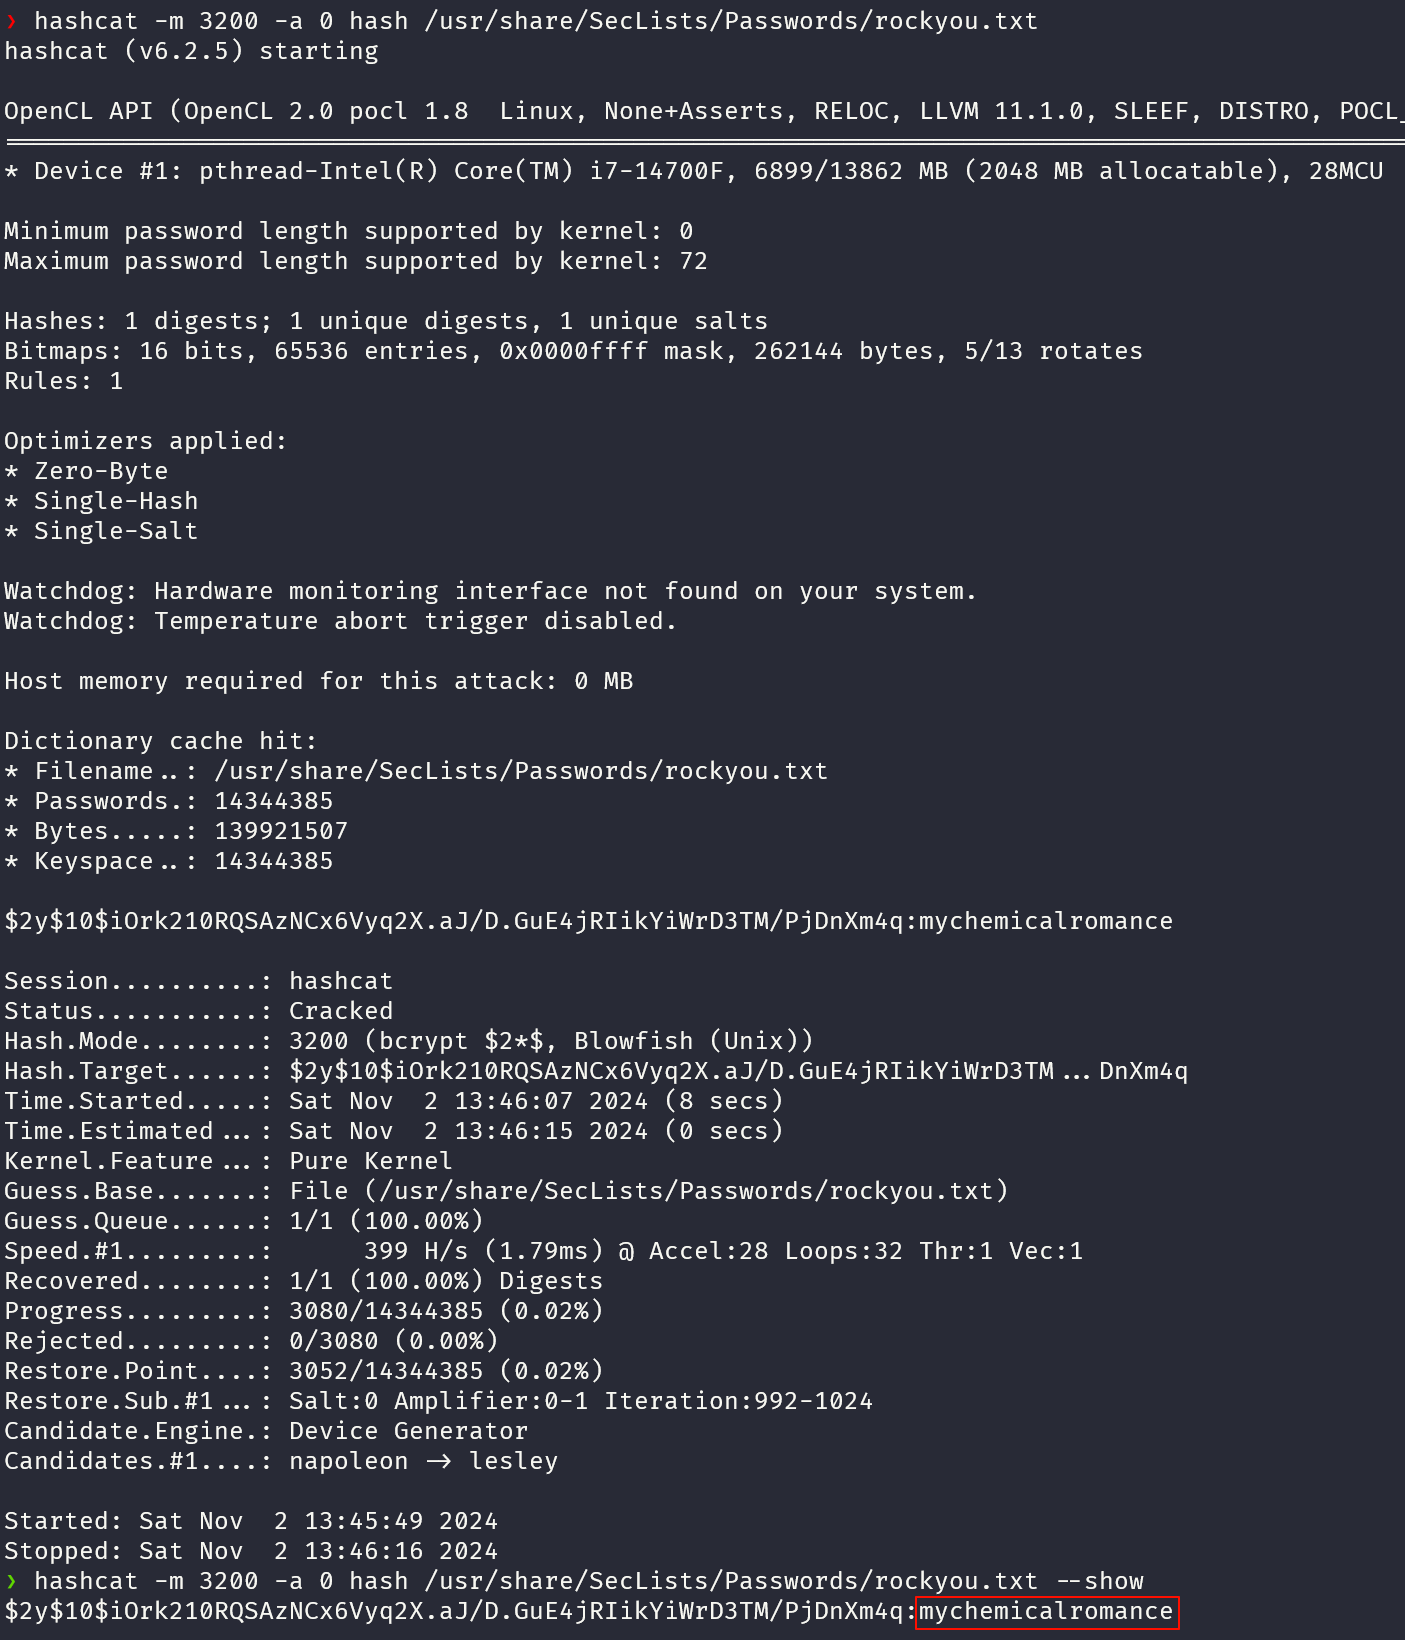 ❯ hashcat -m 3200 -a 0 hash /usr/share/SecLists/Passwords/rockyou.txt
hashcat (v6.2.5) starting
OpenCL API (OpenCL 2.0 pocl 1.8  Linux, None+Asserts, RELOC, LLVM 11.1.0, SLEEF, DISTRO, POCL_
* Device #1: pthread-Intel(R) Core(TM) i7-14700F, 6899/13862 MB (2048 MB allocatable), 28MCU
Minimum password length supported by kernel: 0
Maximum password length supported by kernel: 72
Hashes: 1 digests; 1 unique digests, 1 unique salts
Bitmaps: 16 bits, 65536 entries, 0x0000ffff mask, 262144 bytes, 5/13 rotates
Rules: 1
Optimizers applied:
* Zero-Byte
* Single-Hash
* Single-Salt
Watchdog: Hardware monitoring interface not found on your system.
Watchdog: Temperature abort trigger disabled.
Host memory required for this attack: 0 MB
Dictionary cache hit:
* Filename..: /usr/share/SecLists/Passwords/rockyou.txt
* Passwords.: 14344385
* Bytes.....: 139921507
* Keyspace..: 14344385
$2y$10$iOrk210RQSAzNCx6Vyq2X.aJ/D.GuE4jRIikYiWrD3TM/PjDnXm4q:mychemicalromance
Session..........: hashcat
Status...........: Cracked
Hash.Mode........: 3200 (bcrypt $2*$, Blowfish (Unix))
Hash.Target......: $2y$10$iOrk210RQSAzNCx6Vyq2X.aJ/D.GuE4jRIikYiWrD3TM...DnXm4q
Time.Started.....: Sat Nov  2 13:46:07 2024 (8 secs)
Time.Estimated...: Sat Nov  2 13:46:15 2024 (0 secs)
Kernel.Feature...: Pure Kernel
Guess.Base.......: File (/usr/share/SecLists/Passwords/rockyou.txt)
Guess.Queue......: 1/1 (100.00%)
Speed.#1.........:      399 H/s (1.79ms) @ Accel:28 Loops:32 Thr:1 Vec:1
Recovered........: 1/1 (100.00%) Digests
Progress.........: 3080/14344385 (0.02%)
Rejected.........: 0/3080 (0.00%)
Restore.Point....: 3052/14344385 (0.02%)
Restore.Sub.#1...: Salt:0 Amplifier:0-1 Iteration:992-1024
Candidate.Engine.: Device Generator
Candidates.#1....: napoleon -> lesley
Started: Sat Nov  2 13:45:49 2024
Stopped: Sat Nov  2 13:46:16 2024
❯ hashcat -m 3200 -a 0 hash /usr/share/SecLists/Passwords/rockyou.txt --show
$2y$10$iOrk210RQSAzNCx6Vyq2X.aJ/D.GuE4jRIikYiWrD3TM/PjDnXm4q:mychemicalromance